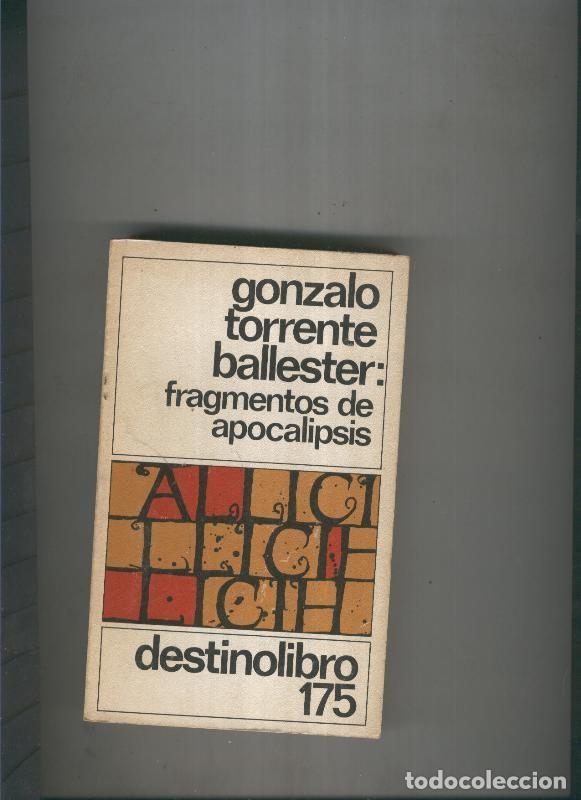 gonzalo
torrente
ballester:
fragmentos de
apocalipsis
destinolibro
175
todocoleccion